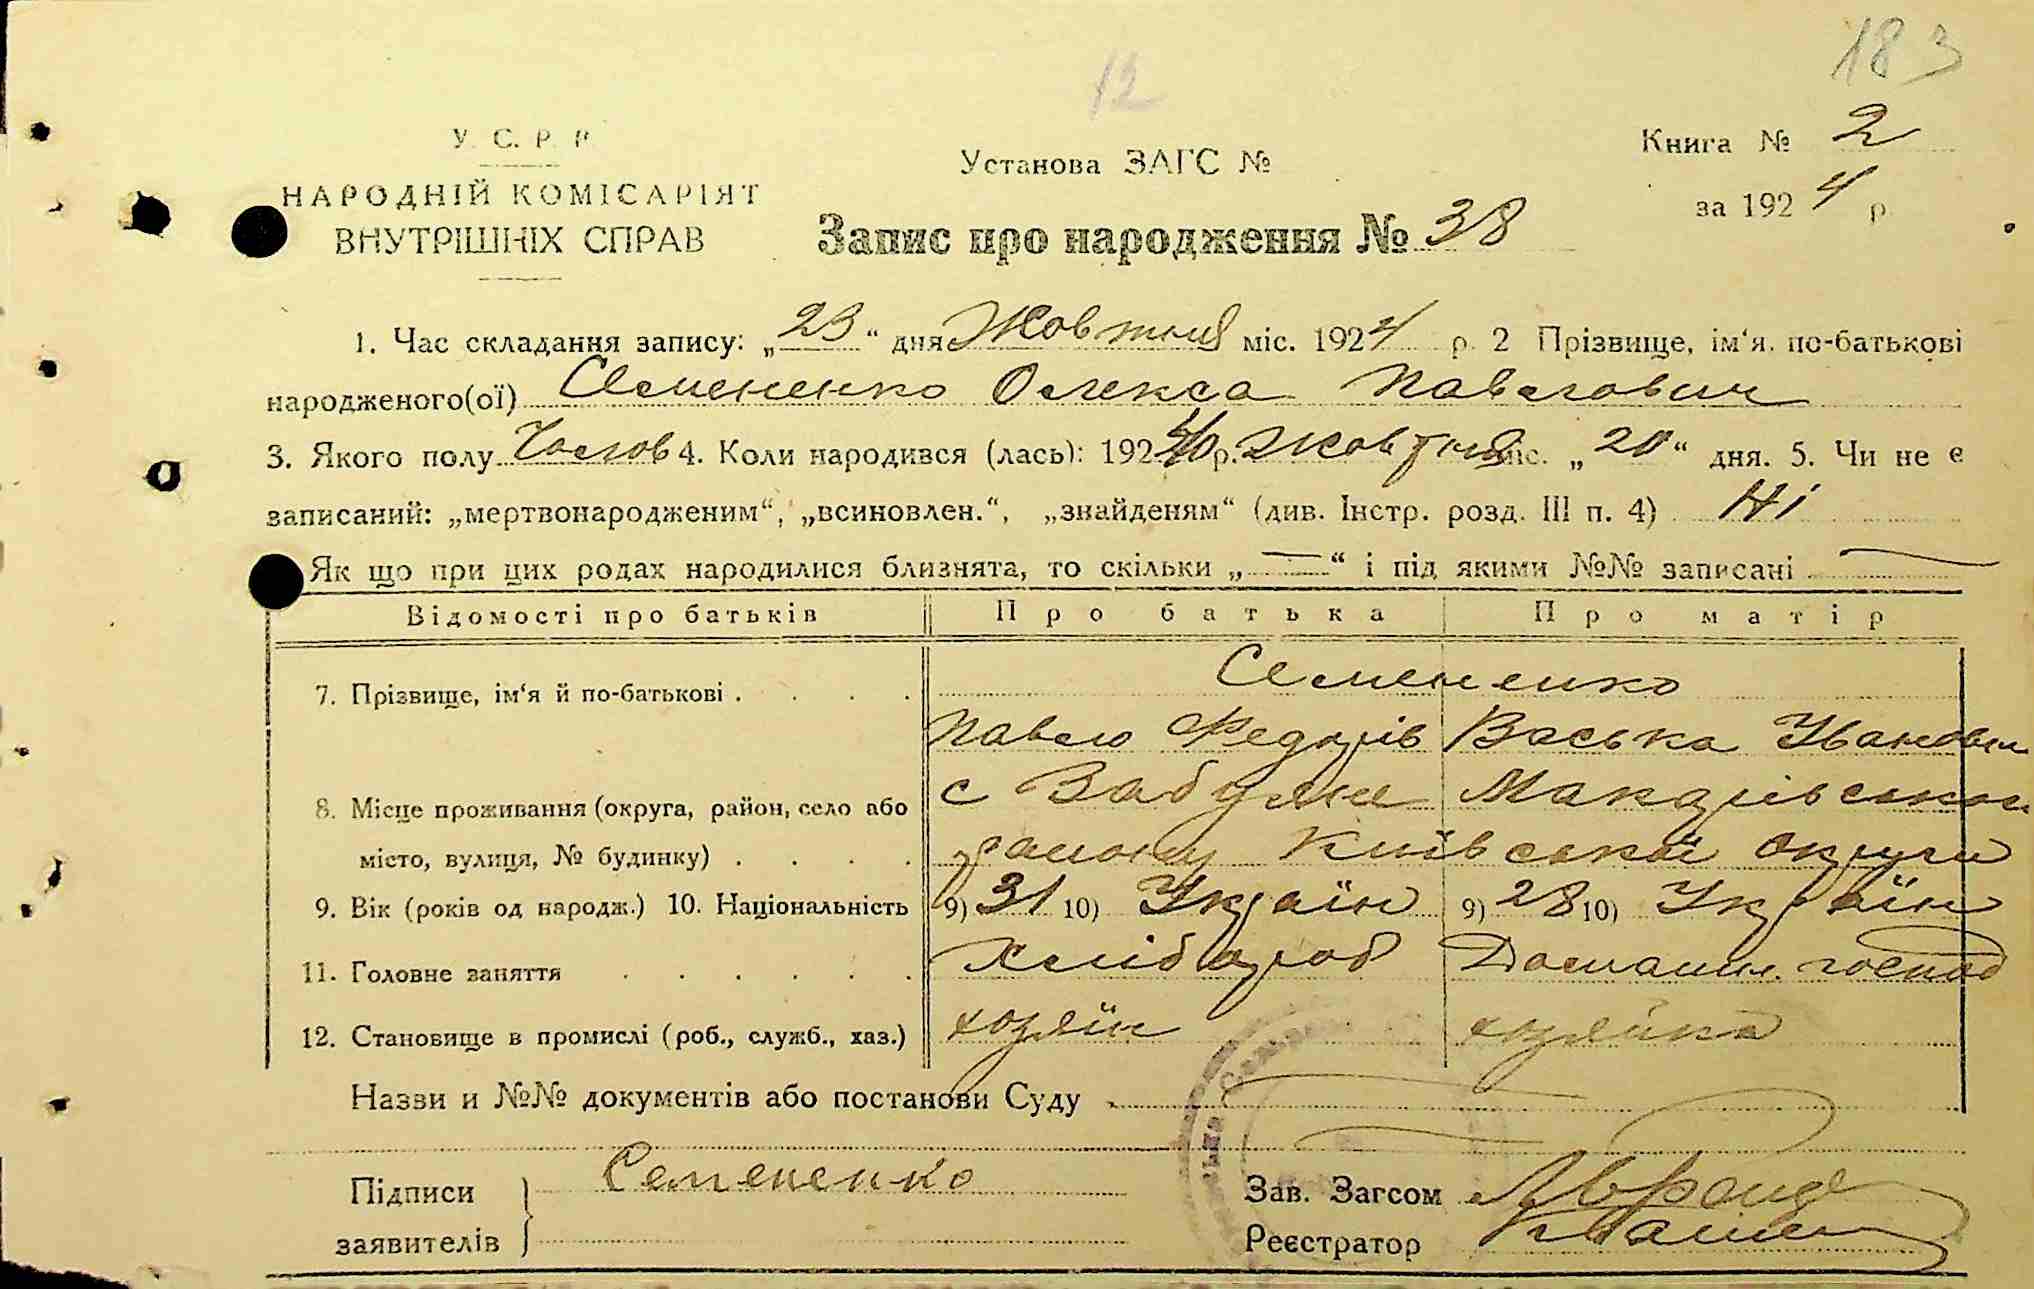 183
12
У. С. Р. Р.
НАРОДНІЙ КОМІСАРІЯТ
ВНУТРІШНІХ СПРАВ
Установа ЗАГС №
Книга № 2
за 1924 р.
Запис про народження № 38
1. Час складання запису: „23“ дня Жовтня міс. 1924 р. 2 Прізвище, ім‘я, по-батькові
народженого(ої) Семененко Олекса Павлович
3. Якого полу Чолов 4. Коли народився (лась): 1924 р. Жовтня міс. „20“ дня. 5. Чи не є
записаний: „мертвонародженим“, „всиновлен.“, „знайденям“ (див. Інстр. розд. III п. 4) Ні
Як що при цих родах народилися близнята, то скільки „—“ і під якими №№ записані —
Відомості про батьків Про батька Про матір
7. Прізвище, ім‘я й по-батькові . . . . Семененко
Павло Федорів Васька Івановна
8. Місце проживання (округа, район, село або с Забуяне Макарівського
місто, вулиця, № будинку) . . . . району Київської округи
9. Вік (років од народж.) 10. Національність 9) 31 10) Україн 9) 28 10) Україн
11. Головне заняття . . . . . . Хлібороб Домашн. господ
12. Становище в промислі (роб., служб., хаз.) хозяїн хозяйка
Назви и №№ документів або постанови Суду
Підписи Семененко Зав. Загсом
заявителів Реєстратор